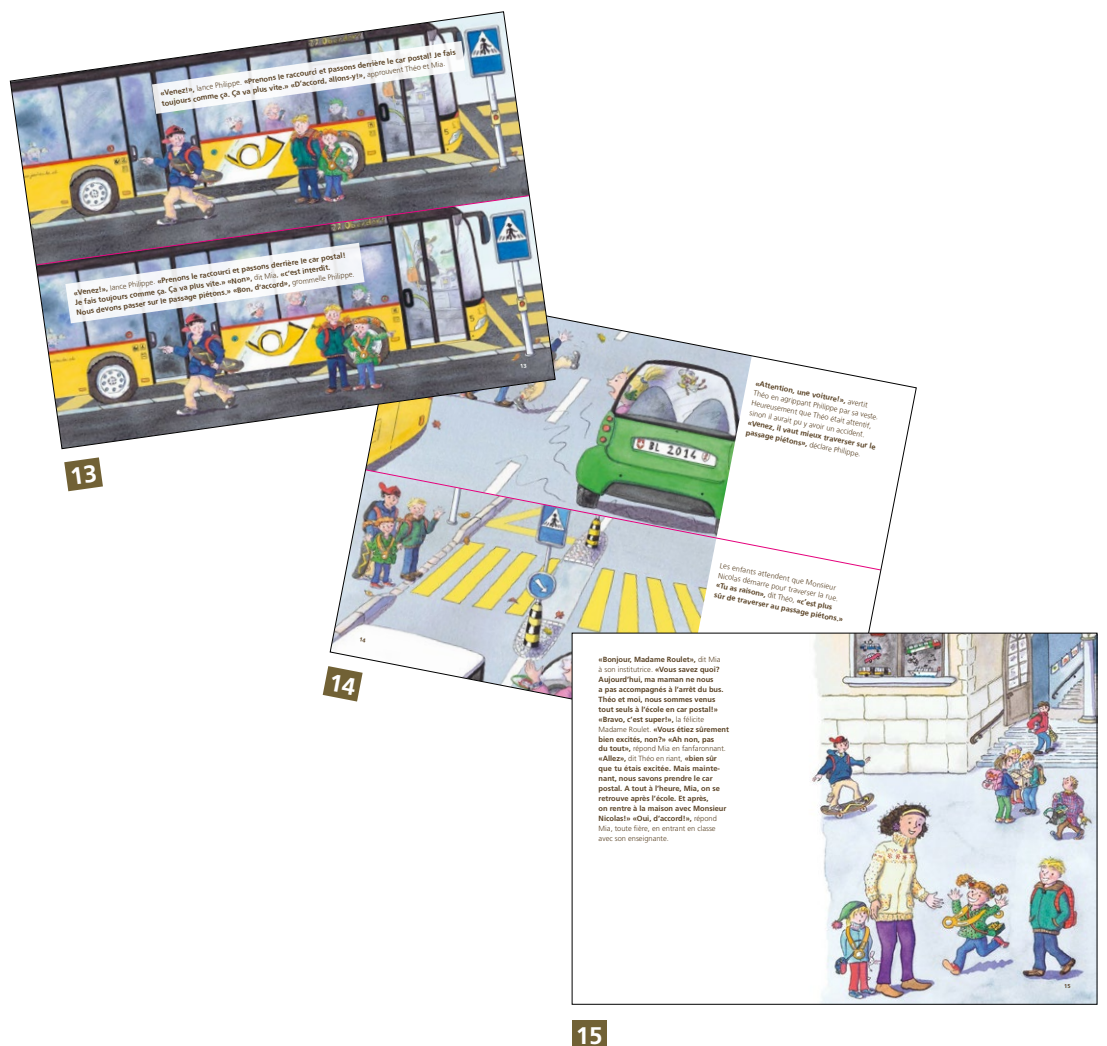 «Venez!», lance Philippe. «Prenons le raccourci et passons derrière le car postal! Je fais
toujours comme ça. Ça va plus vite.» «D'accord, allons-y!», approuvent Théo et Mia.
5
«Venez!», lance Philippe. «Prenons le raccourci et passons derrière le car postal!
Je fais toujours comme ça. Ça va plus vite.» «Non», dit Mia, «c'est interdit.
Nous devons passer sur le passage piétons.» «Bon, d'accord», grommelle Philippe.
5
13
13
«Attention, une voiture!», avertit
Théo en agrippant Philippe par sa veste.
Heureusement que Théo était attentif,
sinon il aurait pu y avoir un accident.
«Venez, il vaut mieux traverser sur le
passage piétons», déclare Philippe.
BL 2014
Les enfants attendent que Monsieur
Nicolas démarre pour traverser la rue.
«Tu as raison», dit Théo, «c'est plus
sûr de traverser au passage piétons.»
14
14
«Bonjour, Madame Roulet», dit Mia
à son institutrice. «Vous savez quoi?
Aujourd'hui, ma maman ne nous
a pas accompagnés à l'arrêt du bus.
Théo et moi, nous sommes venus
tout seuls à l'école en car postal!»
«Bravo, c'est super!», la félicite
Madame Roulet. «Vous étiez sûrement
bien excités, non?» «Ah non, pas
du tout», répond Mia en fanfaronnant.
«Allez», dit Théo en riant, «bien sûr
que tu étais excitée. Mais mainte-
nant, nous savons prendre le car
postal. A tout à l'heure, Mia, on se
retrouve après l'école. Et après,
on rentre à la maison avec Monsieur
Nicolas!» «Oui, d'accord!», répond
Mia, toute fière, en entrant en classe
avec son enseignante.
15
15